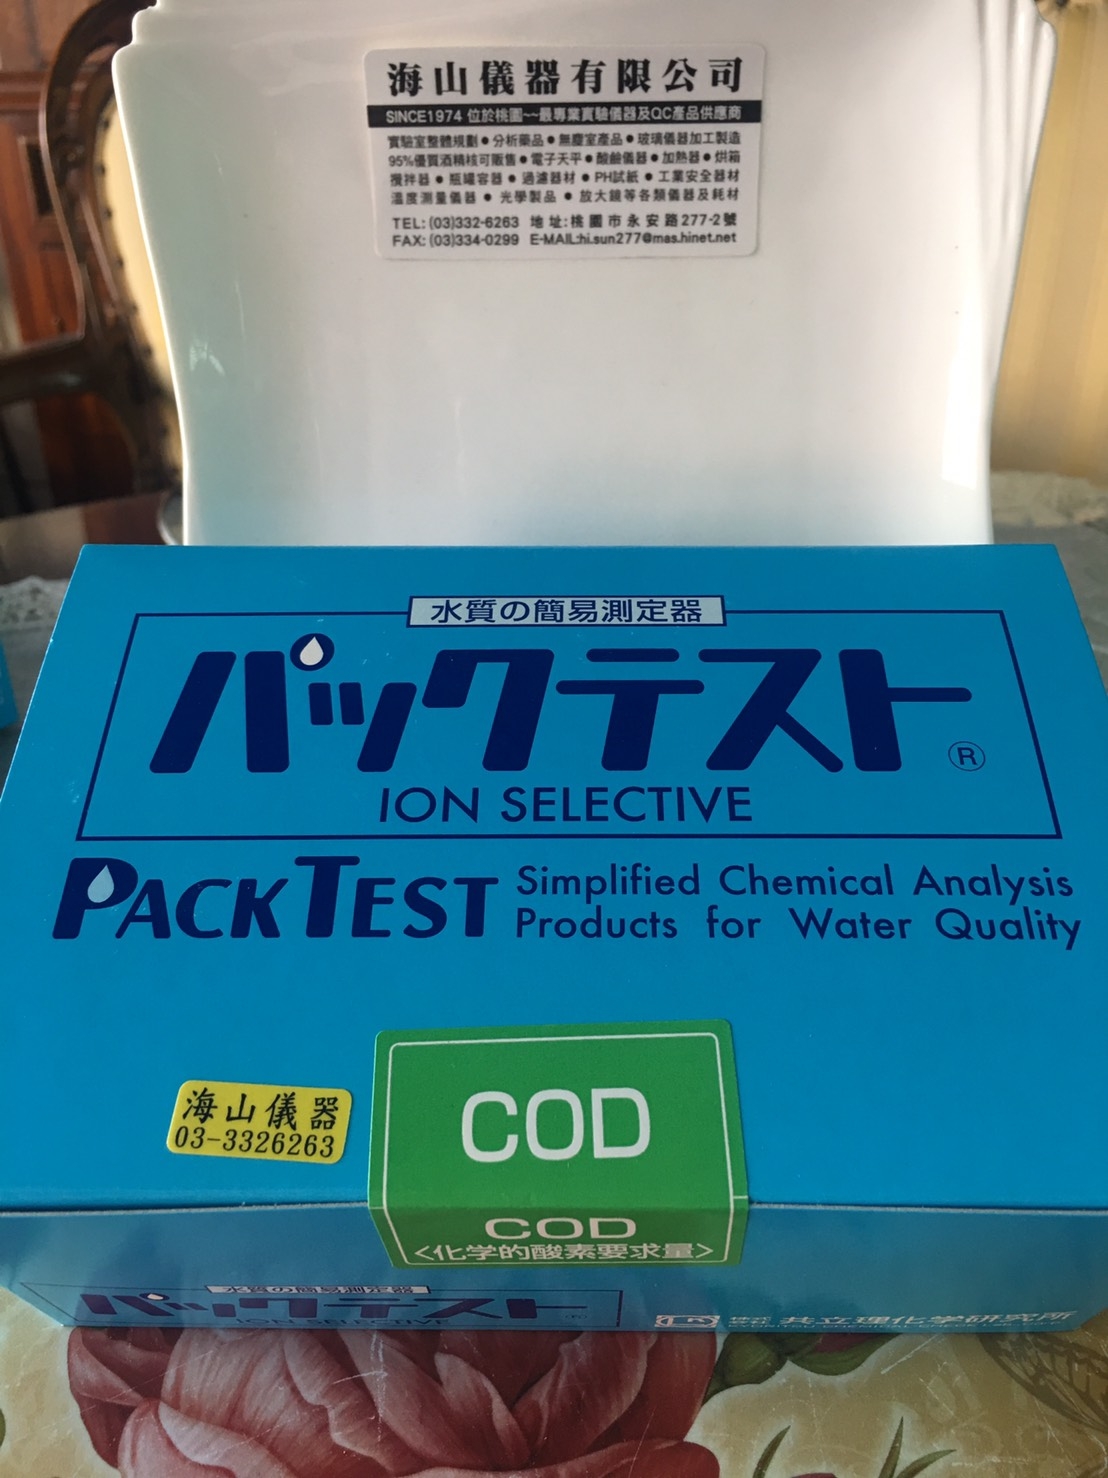 海山儀器有限公司
SINCE1974 位於桃園~~最專業實驗儀器及QC產品供應商
實驗室整體規劃●分析藥品●無塵室產品●玻璃儀器加工製造
95%優質酒精核可販售●電子天平●酸鹼儀器●加熱器●烘箱
攪拌器●瓶罐容器●過濾器材●PH試紙●工業安全器材
溫度測量儀器●光學製品●放大鏡等各類儀器及耗材
TEL:(03)332-6263 地址:桃園市永安路277-2號
FAX:(03)334-0299 E-MAIL:hi.sun277@mas.hinet.net
水質の簡易測定器
パックテスト®
ION SELECTIVE
PACKTEST Simplified Chemical Analysis
Products for Water Quality
海山儀器
03-3326263
COD
COD
<化学的酸素要求量>
水質の簡易測定器
パックテスト®
ION SELECTIVE
共立理化学研究所